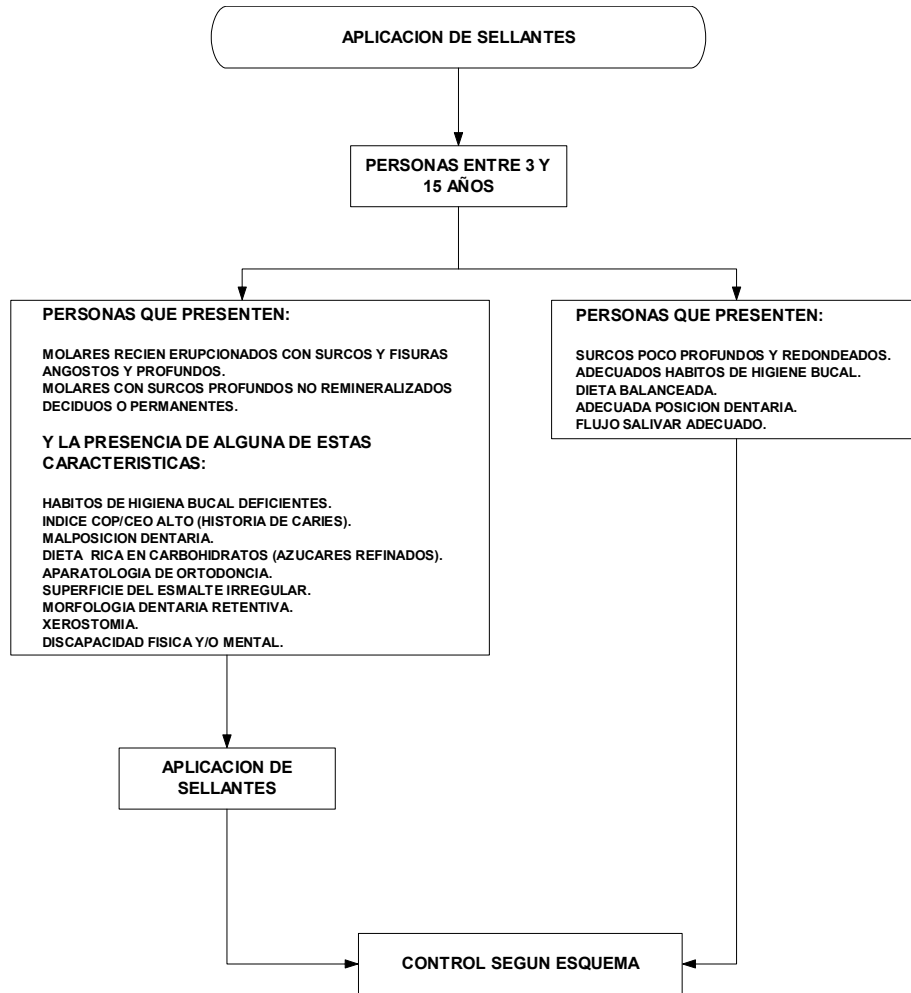 APLICACION DE SELLANTES
PERSONAS ENTRE 3 Y
15 AÑOS
PERSONAS QUE PRESENTEN:
MOLARES RECIEN ERUPCIONADOS CON SURCOS Y FISURAS
ANGOSTOS Y PROFUNDOS.
MOLARES CON SURCOS PROFUNDOS NO REMINERALIZADOS
DECIDUOS O PERMANENTES.
Y LA PRESENCIA DE ALGUNA DE ESTAS
CARACTERISTICAS:
HABITOS DE HIGIENA BUCAL DEFICIENTES.
INDICE COP/CEO ALTO (HISTORIA DE CARIES).
MALPOSICION DENTARIA.
DIETA RICA EN CARBOHIDRATOS (AZUCARES REFINADOS).
APARATOLOGIA DE ORTODONCIA.
SUPERFICIE DEL ESMALTE IRREGULAR.
MORFOLOGIA DENTARIA RETENTIVA.
XEROSTOMIA.
DISCAPACIDAD FISICA Y/O MENTAL.
PERSONAS QUE PRESENTEN:
SURCOS POCO PROFUNDOS Y REDONDEADOS.
ADECUADOS HABITOS DE HIGIENE BUCAL.
DIETA BALANCEADA.
ADECUADA POSICION DENTARIA.
FLUJO SALIVAR ADECUADO.
APLICACION DE
SELLANTES
CONTROL SEGUN ESQUEMA